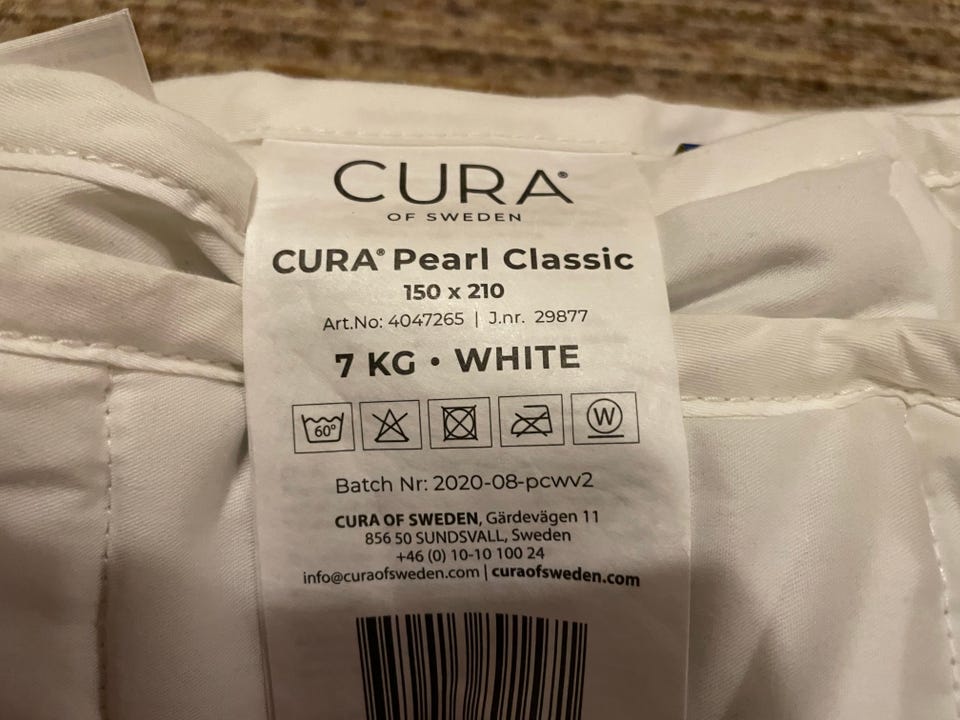 CURA®
OF SWEDEN
CURA® Pearl Classic
150 x 210
Art.No: 4047265 | J.nr. 29877
7 KG • WHITE
60° W
Batch Nr: 2020-08-pcwv2
CURA OF SWEDEN, Gärdevägen 11
856 50 SUNDSVALL, Sweden
+46 (0) 10-10 100 24
info@curaofsweden.com | curaofsweden.com